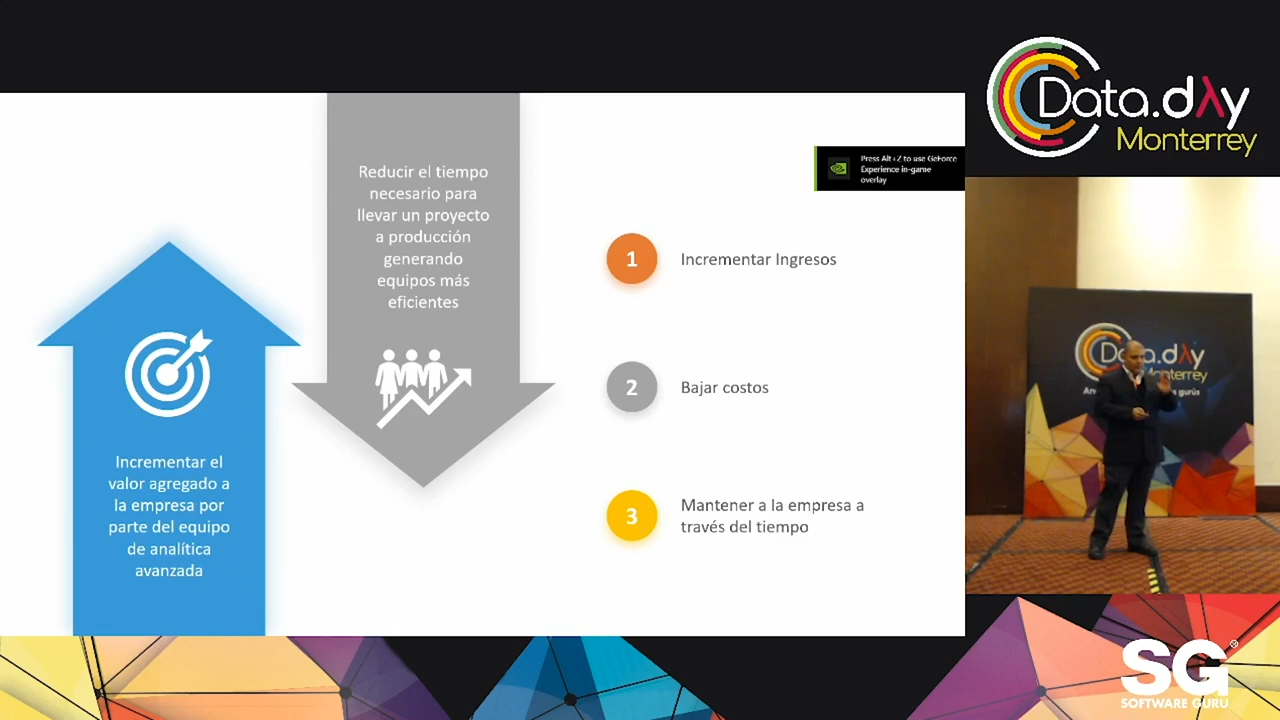 Reducir el tiempo
necesario para
llevar un proyecto
a producción
generando
equipos más
eficientes
Incrementar el
valor agregado a
la empresa por
parte del equipo
de analítica
avanzada
1
Incrementar Ingresos
2
Bajar costos
3
Mantener a la empresa a
través del tiempo
Press Alt+Z to use GeForce
Experience in-game
overlay
Data.dλy
Monterrey
Monterrey
gurús
SG
SOFTWARE GURU